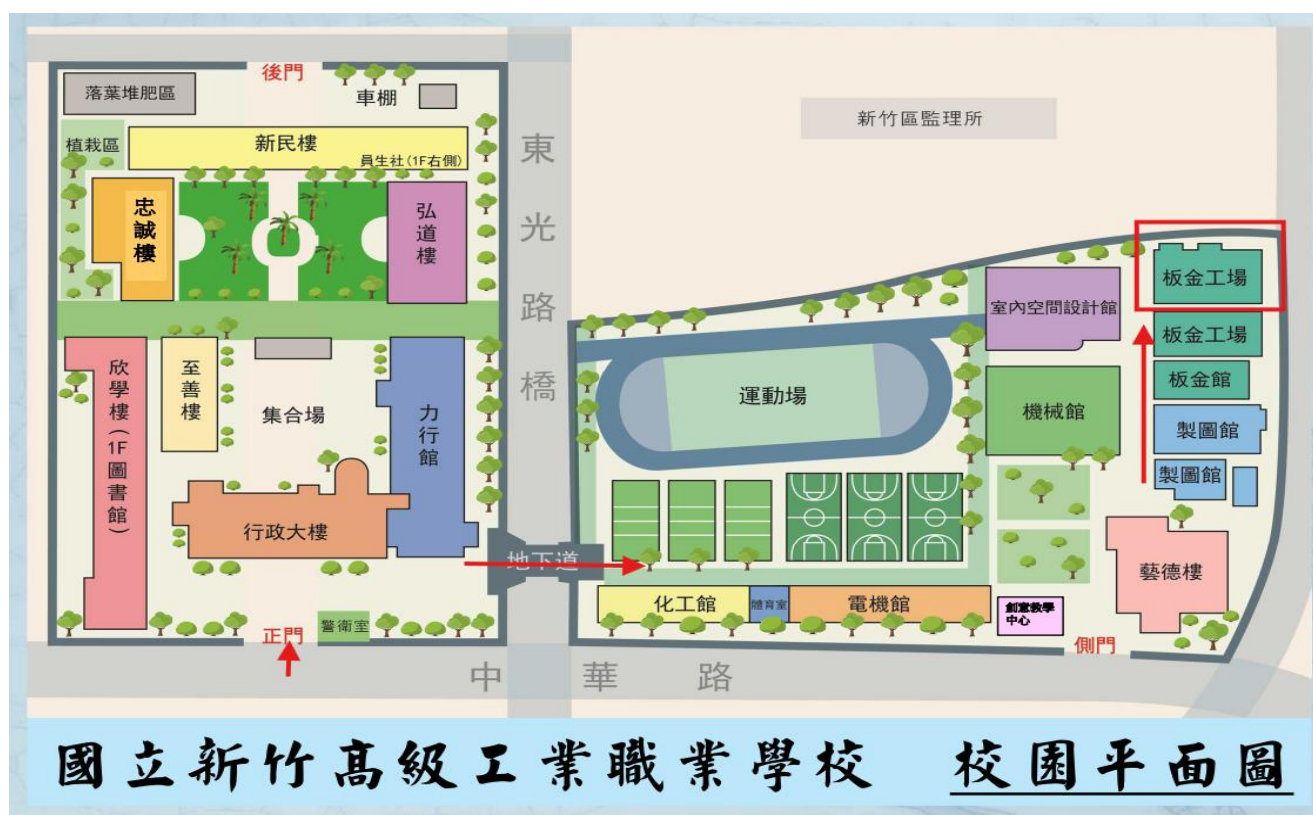 後門
落葉堆肥區
車棚
植栽區
新民樓
員生社(1F右側)
忠誠樓
弘道樓
欣學樓(1F圖書館)
至善樓
集合場
力行館
行政大樓
正門
警衛室
東光路橋
地下道
中華路
新竹區監理所
運動場
室內空間設計館
機械館
板金工場
板金工場
板金館
製圖館
製圖館
藝德樓
化工館
體育室
電機館
創意教學
中心
側門
國立新竹高級工業職業學校 校園平面圖